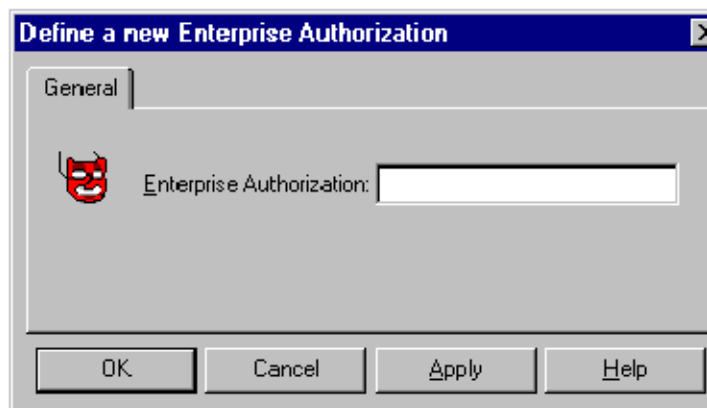 Define a new Enterprise Authorization
General
Enterprise Authorization:
OK
Cancel
Apply
Help